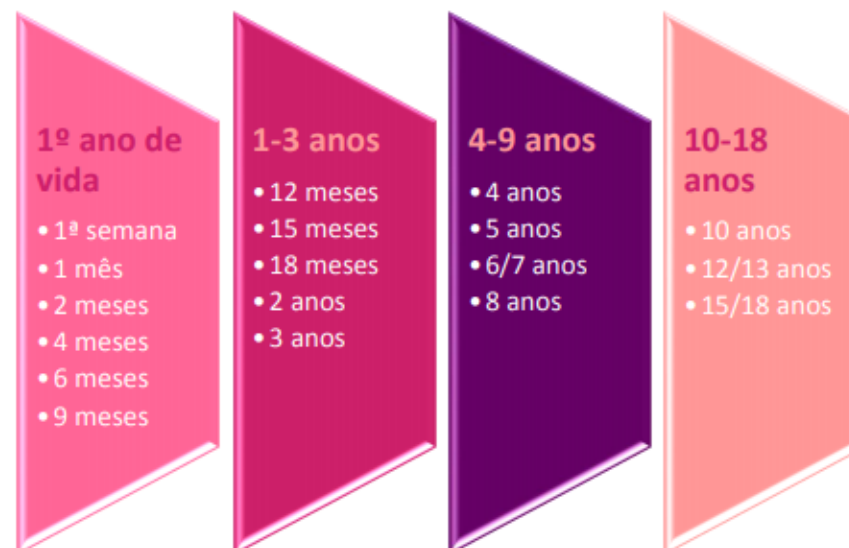 1º ano de
vida
• 1ª semana
• 1 mês
• 2 meses
• 4 meses
• 6 meses
• 9 meses
1-3 anos
• 12 meses
• 15 meses
• 18 meses
• 2 anos
• 3 anos
4-9 anos
• 4 anos
• 5 anos
• 6/7 anos
• 8 anos
10-18
anos
• 10 anos
• 12/13 anos
• 15/18 anos